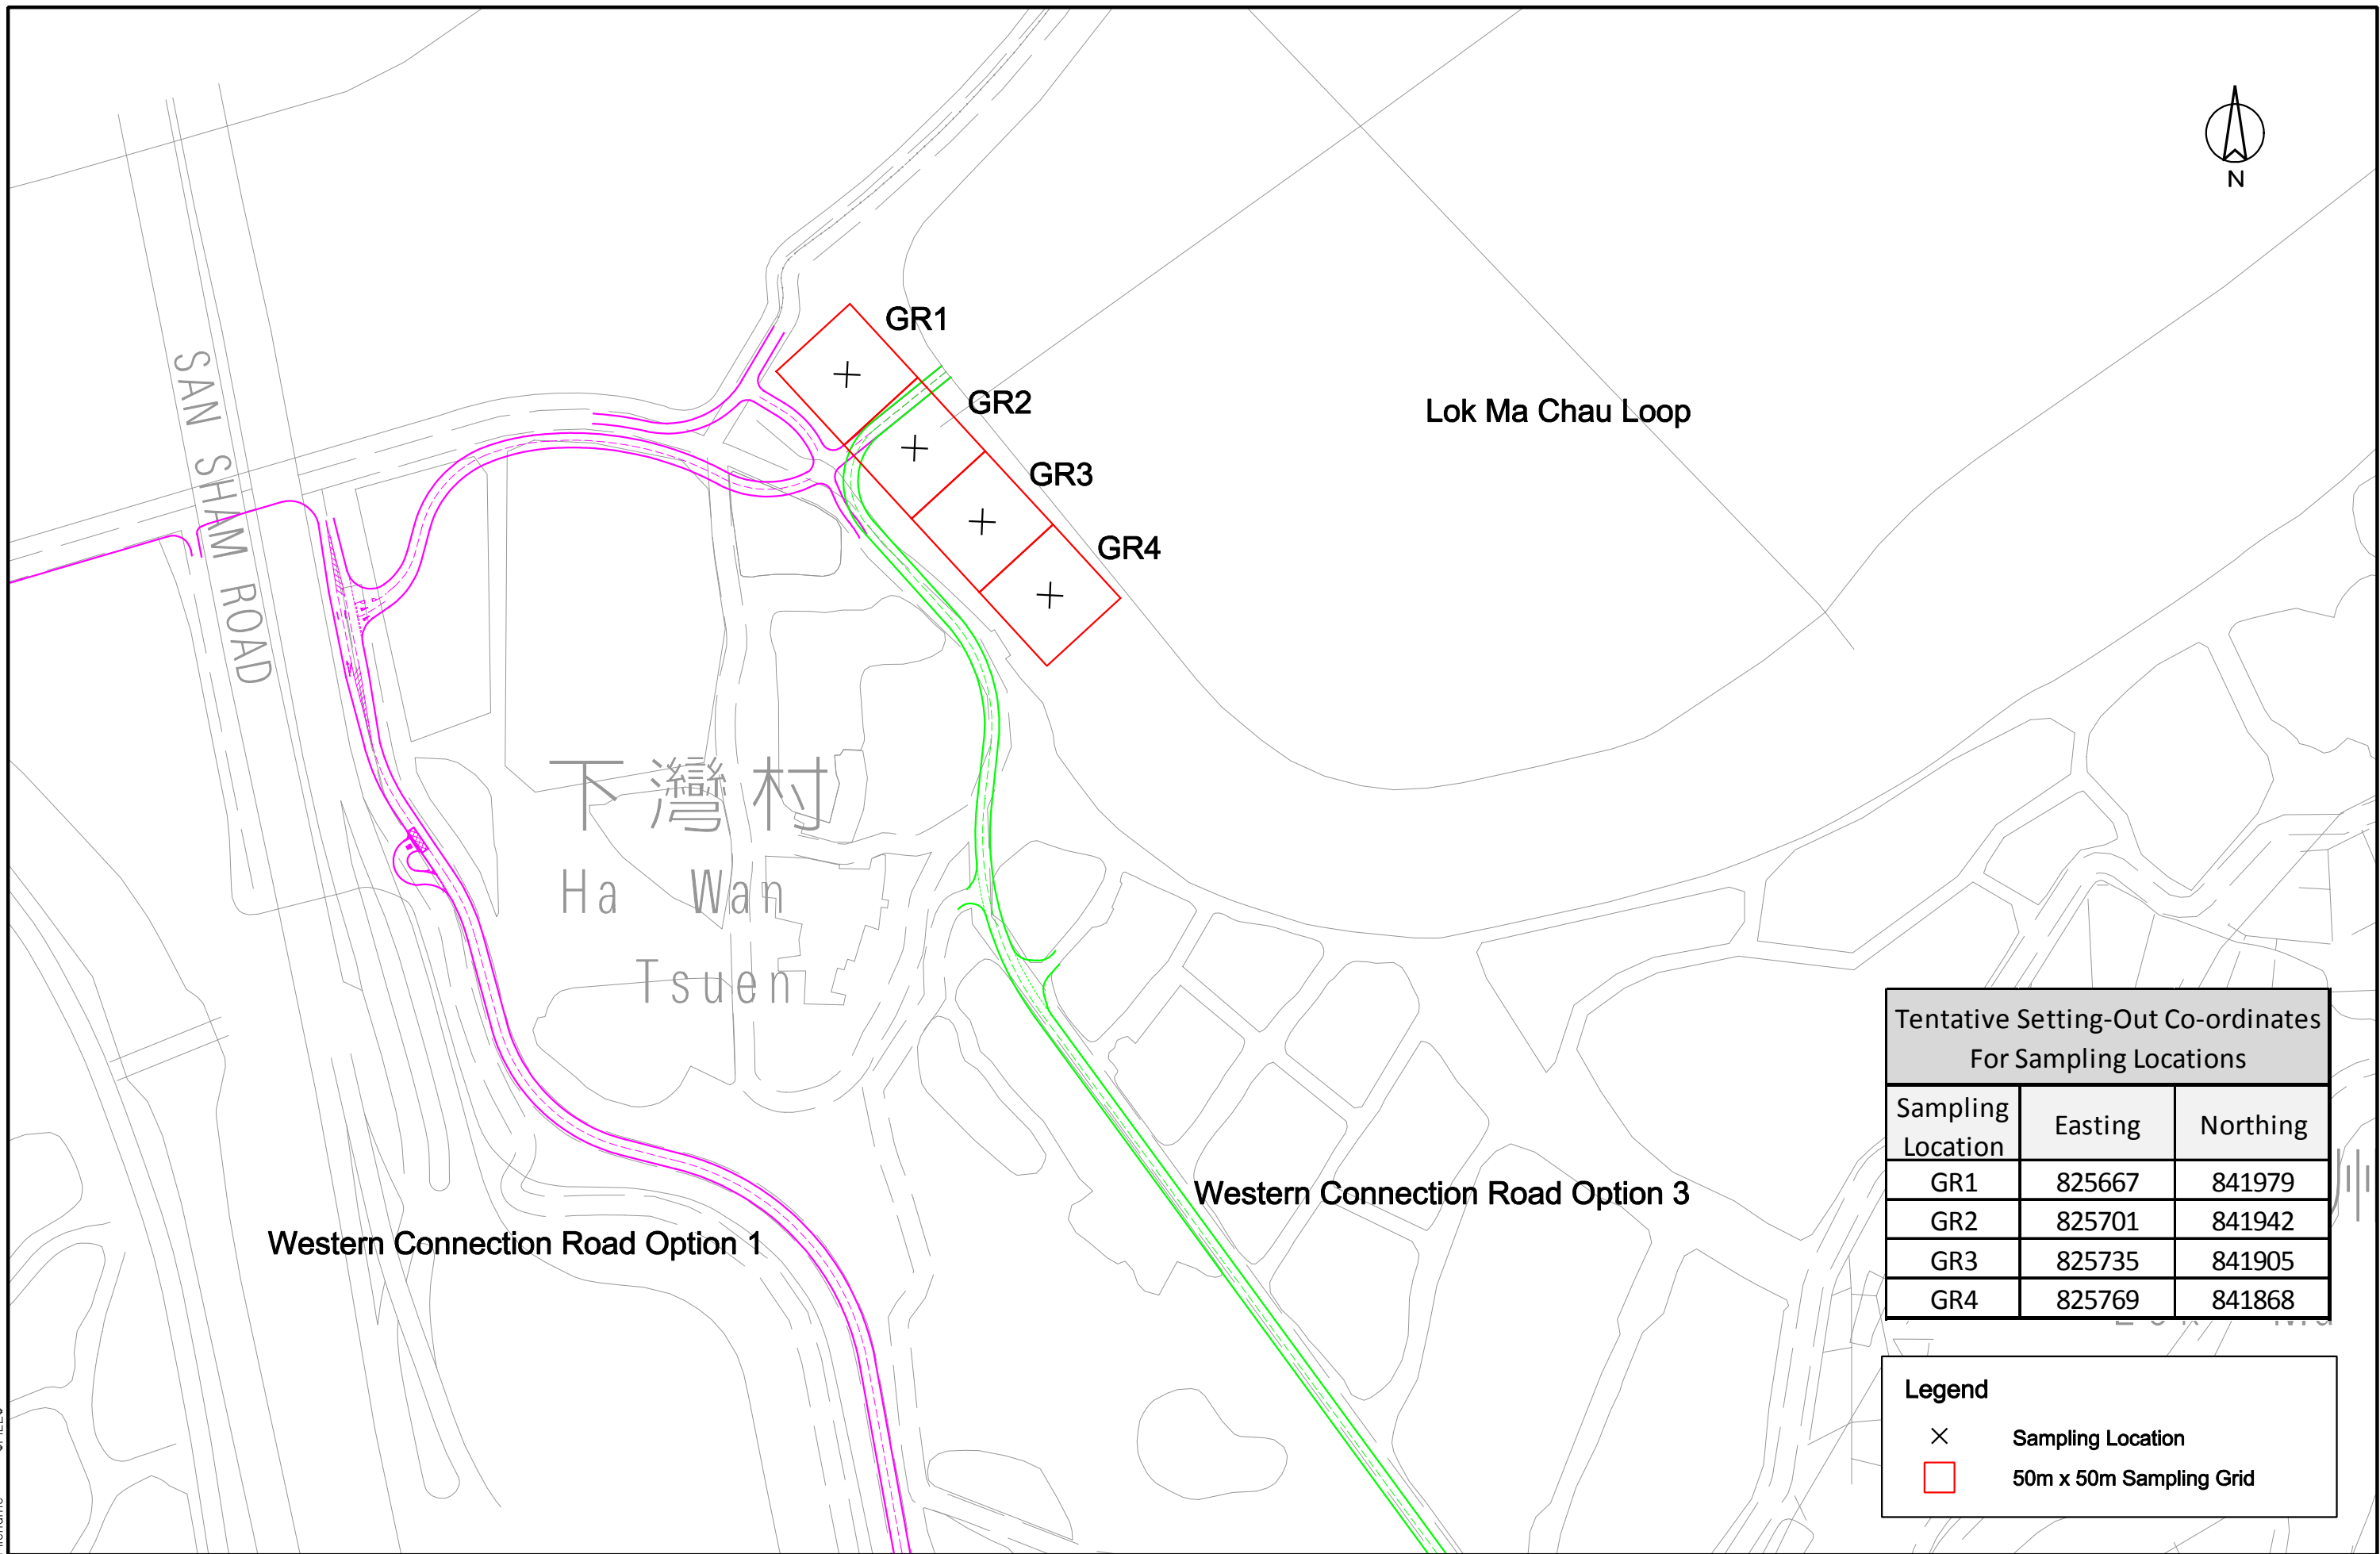 N
GR1
GR2
Lok Ma Chau Loop
GR3
GR4
SAN SHAM ROAD
下灣村
Ha Wan
Tsuen
Western Connection Road Option 3
Western Connection Road Option 1
Tentative Setting-Out Co-ordinates
For Sampling Locations
Sampling
Location Easting Northing
GR1 825667 841979
GR2 825701 841942
GR3 825735 841905
GR4 825769 841868
Legend
Sampling Location
50m x 50m Sampling Grid